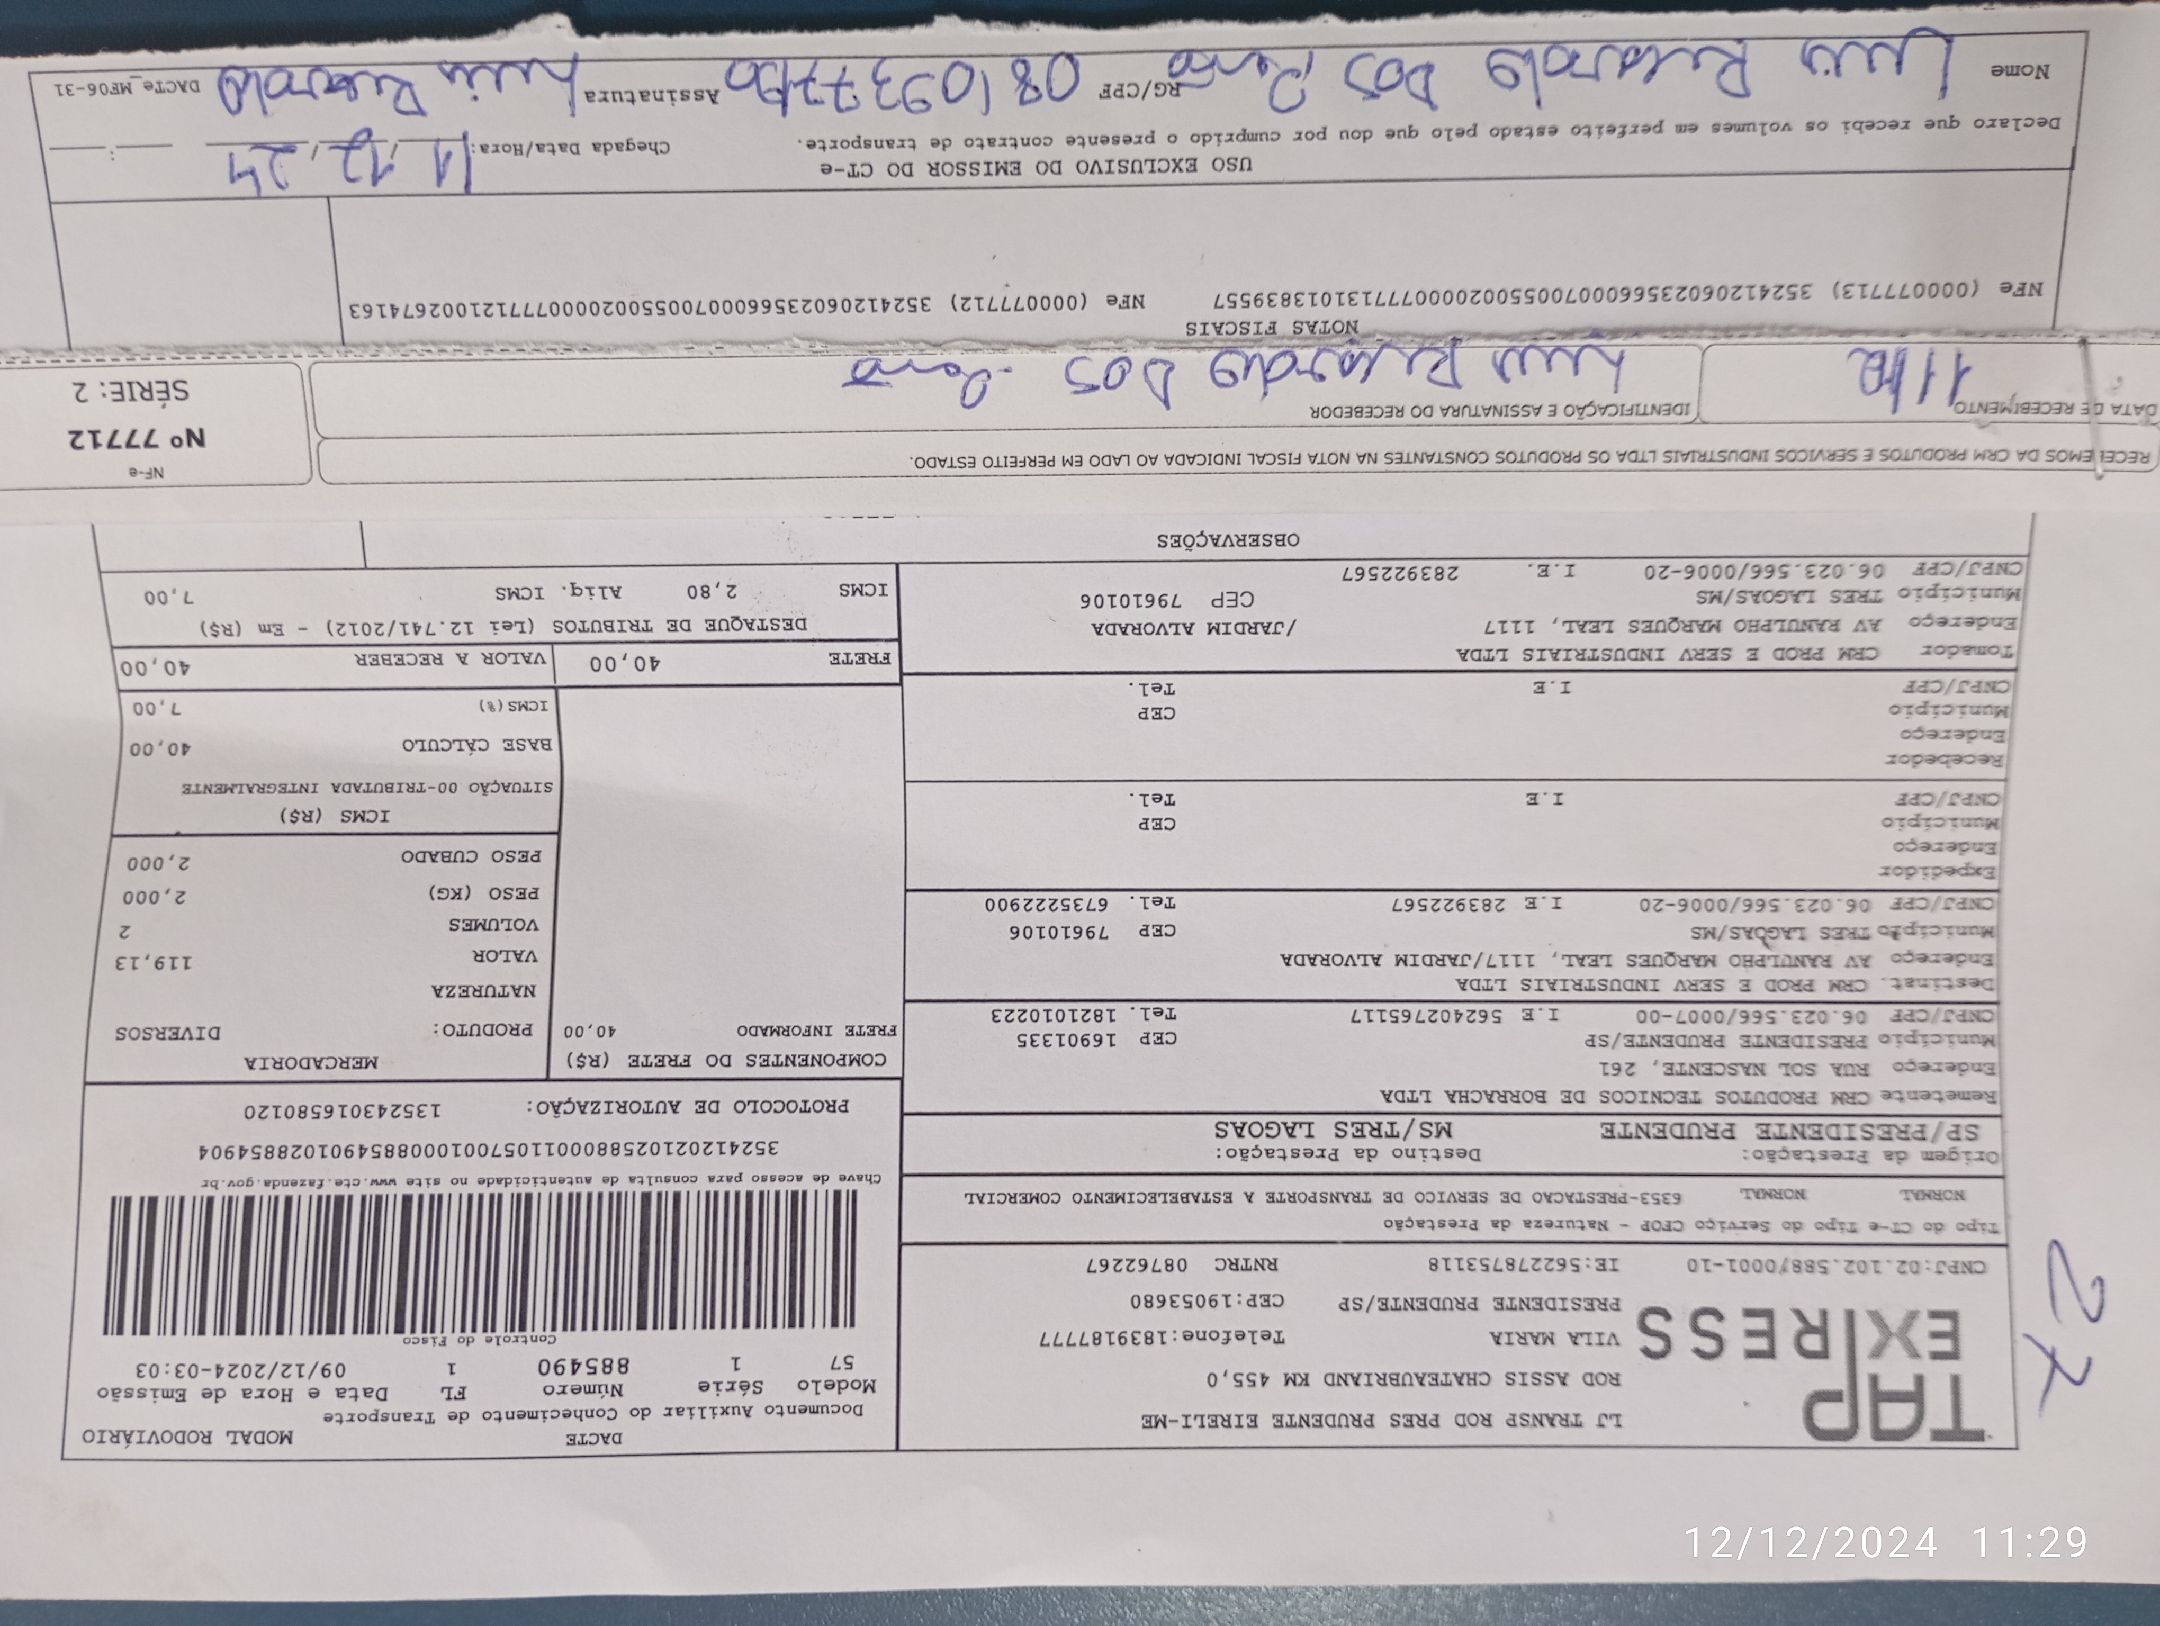 TAP
EXPRESS
LJ TRANSP ROD PRES PRUDENTE EIRELI-ME
ROD ASSIS CHATEAUBRIAND KM 455,0
VILA MARIA Telefone:1839187777
PRESIDENTE PRUDENTE/SP CEP:19053680
CNPJ:02.102.588/0001-10 IE:562278753118 RNTRC 08762267
DACTE MODAL RODOVIÁRIO
Documento Auxiliar do Conhecimento de Transporte
Modelo Série Número FL Data e Hora de Emissão
57 1 885490 1 09/12/2024-03:03
Controle do Fisco
Chave de acesso para consulta de autenticidade no site www.cte.fazenda.gov.br
35241202102588000110570010008854901028854904
PROTOCOLO DE AUTORIZAÇÃO: 135243016580120
Tipo do CT-e Tipo do Serviço CFOP - Natureza da Prestação
NORMAL NORMAL 6353-PRESTACAO DE SERVICO DE TRANSPORTE A ESTABELECIMENTO COMERCIAL
Origem da Prestação: Destino da Prestação:
SP/PRESIDENTE PRUDENTE MS/TRES LAGOAS
Remetente CRM PRODUTOS TECNICOS DE BORRACHA LTDA
Endereço RUA SOL NASCENTE, 261
Município PRESIDENTE PRUDENTE/SP CEP 16901335
CNPJ/CPF 06.023.566/0007-00 I.E 562402765117 Tel. 182101223
Destinat. CRM PROD E SERV INDUSTRIAIS LTDA
Endereço AV RANULPHO MARQUES LEAL, 1117/JARDIM ALVORADA
Município TRES LAGOAS/MS CEP 79610106
CNPJ/CPF 06.023.566/0006-20 I.E 283922567 Tel. 6735222900
Expedidor
Endereço
Município CEP
CNPJ/CPF I.E Tel.
Recebedor
Endereço
Município CEP
CNPJ/CPF I.E Tel.
Tomador CRM PROD E SERV INDUSTRIAIS LTDA
Endereço AV RANULPHO MARQUES LEAL, 1117 /JARDIM ALVORADA
Município TRES LAGOAS/MS CEP 79610106
CNPJ/CPF 06.023.566/0006-20 I.E. 283922567
COMPONENTES DO FRETE (R$)
FRETE INFORMADO 40,00
MERCADORIA
PRODUTO: DIVERSOS
NATUREZA
VALOR 119,13
VOLUMES 2
PESO (KG) 2,000
PESO CUBADO 2,000
ICMS (R$)
SITUAÇÃO 00-TRIBUTADA INTEGRALMENTE
BASE CÁLCULO 40,00
ICMS(%) 7,00
FRETE 40,00 VALOR A RECEBER 40,00
DESTAQUE DE TRIBUTOS (Lei 12.741/2012) - Em (R$)
ICMS 2,80 Aliq. ICMS 7,00
OBSERVAÇÕES
RECEBEMOS DA CRM PRODUTOS E SERVICOS INDUSTRIAIS LTDA OS PRODUTOS CONSTANTES NA NOTA FISCAL INDICADA AO LADO EM PERFEITO ESTADO.
NF-e
Nº 77712
SÉRIE: 2
DATA DE RECEBIMENTO IDENTIFICAÇÃO E ASSINATURA DO RECEBEDOR
11/12 Luis Ricardo Dos
NOTAS FISCAIS
NFe (000077713) 35241206023566000700550020000777131013839557 NFe (000077712) 35241206023566000700550020000777121002674163
USO EXCLUSIVO DO EMISSOR DO CT-e
Declaro que recebi os volumes em perfeito estado pelo que dou por cumprido o presente contrato de transporte.
Chegada Data/Hora: 11/12/24 :
Nome Luis Ricardo Dos RG/CPF Assinatura Luis Ricardo
DACTE_MF06-31
12/12/2024 11:29